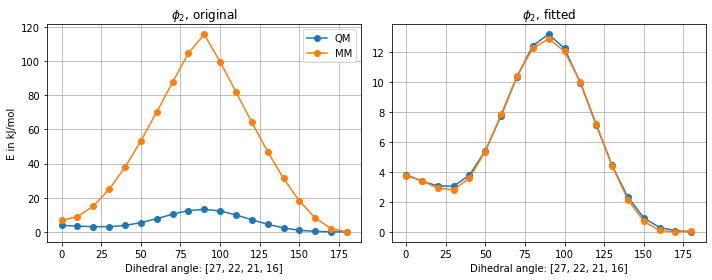 ϕ₂, original
E in kJ/mol
120
100
80
60
40
20
0
QM
MM
0 25 50 75 100 125 150 175
Dihedral angle: [27, 22, 21, 16]
ϕ₂, fitted
12
10
8
6
4
2
0
0 25 50 75 100 125 150 175
Dihedral angle: [27, 22, 21, 16]